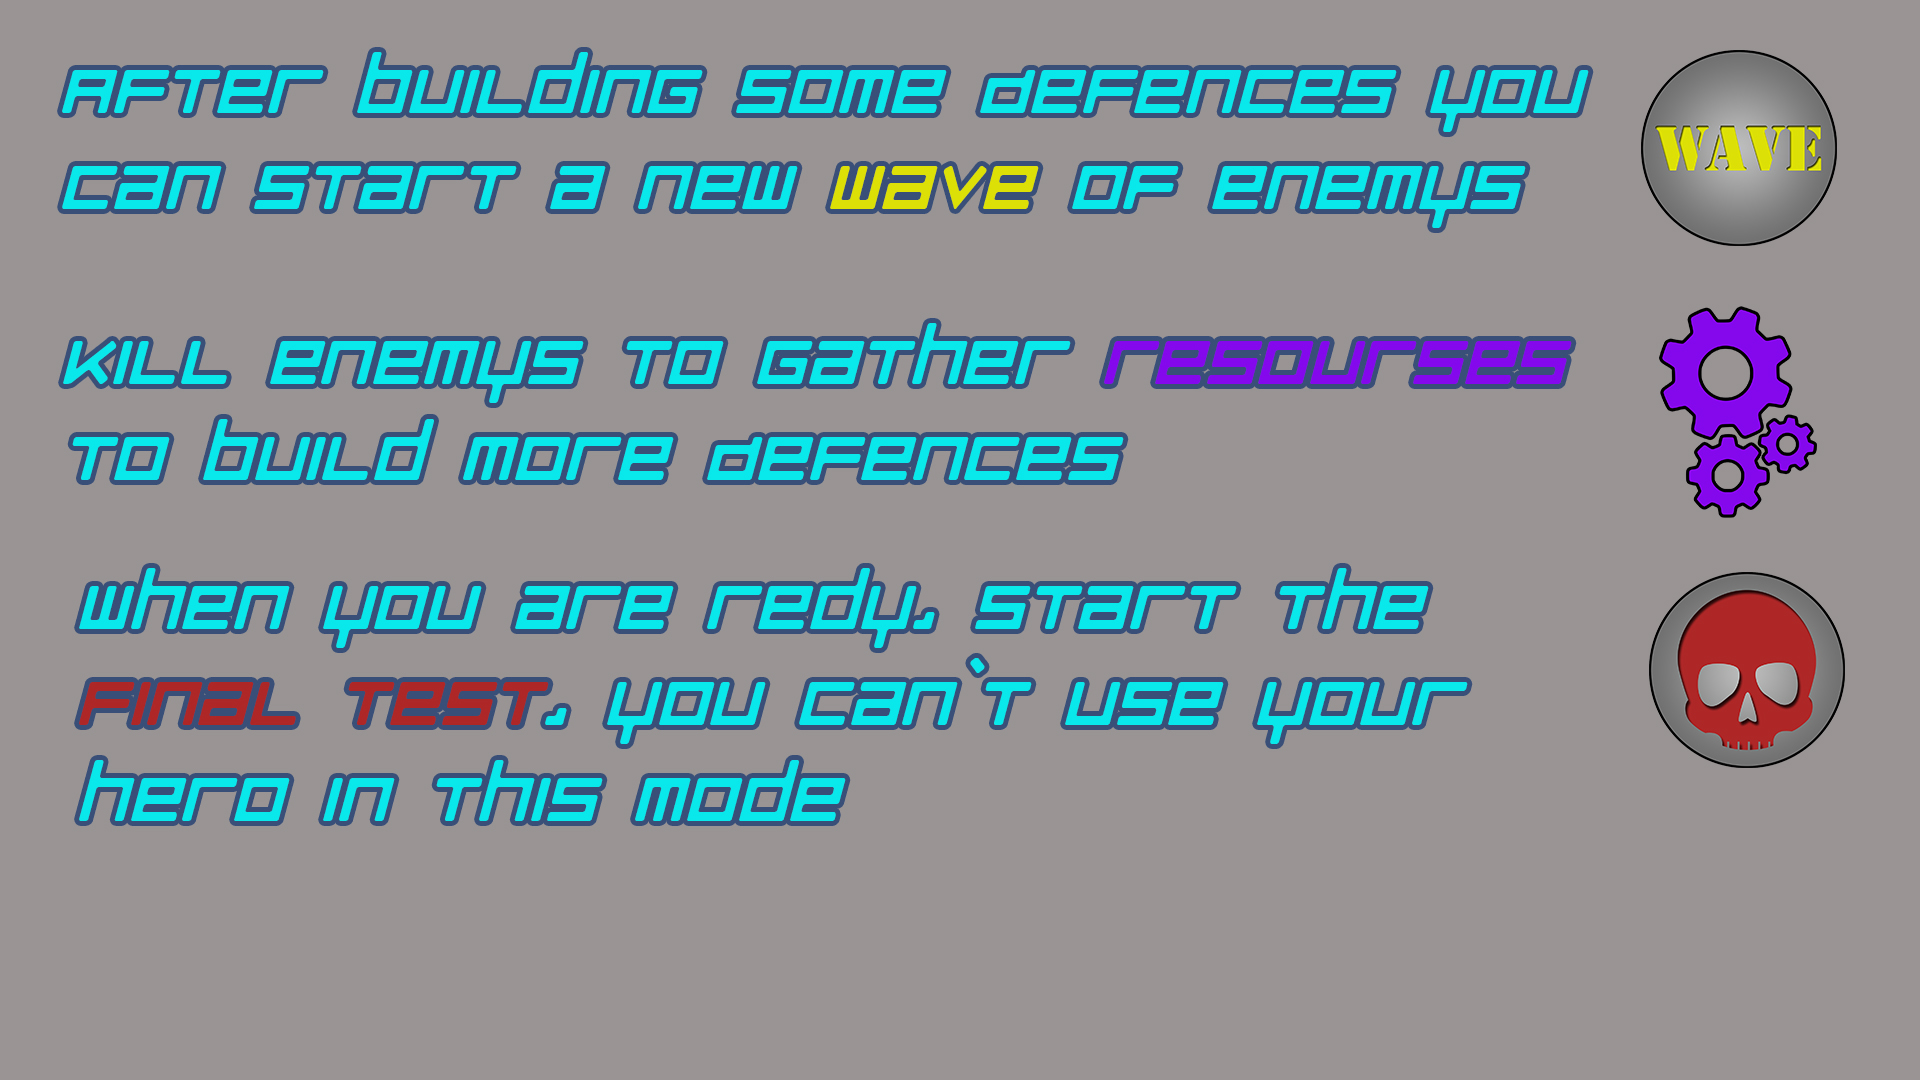 After building some defences you
can start a new wave of enemys
WAVE
kill enemys to gather resourses
to build more defences
when you are redy, start the
final test, you can`t use your
hero in this mode